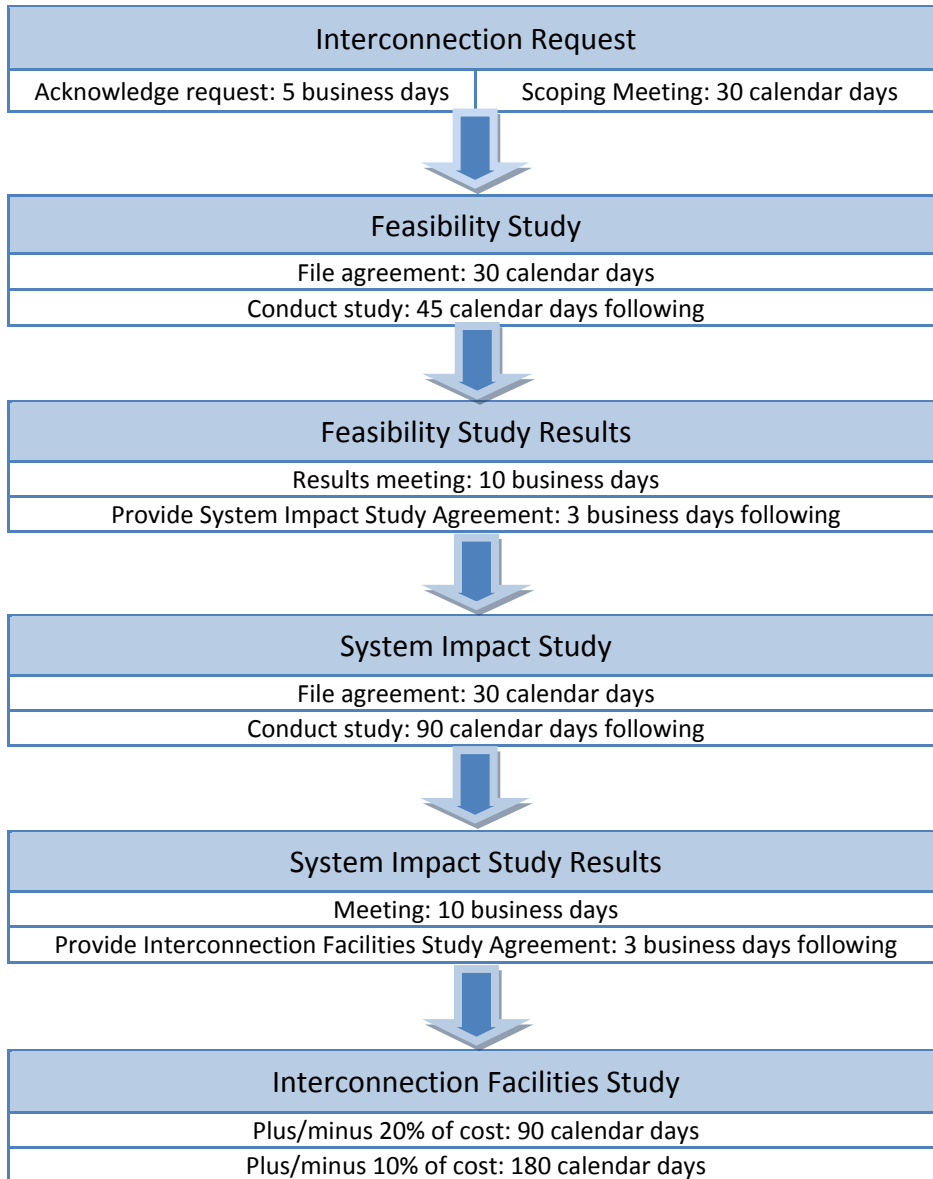 Interconnection Request
Acknowledge request: 5 business days
Scoping Meeting: 30 calendar days
Feasibility Study
File agreement: 30 calendar days
Conduct study: 45 calendar days following
Feasibility Study Results
Results meeting: 10 business days
Provide System Impact Study Agreement: 3 business days following
System Impact Study
File agreement: 30 calendar days
Conduct study: 90 calendar days following
System Impact Study Results
Meeting: 10 business days
Provide Interconnection Facilities Study Agreement: 3 business days following
Interconnection Facilities Study
Plus/minus 20% of cost: 90 calendar days
Plus/minus 10% of cost: 180 calendar days